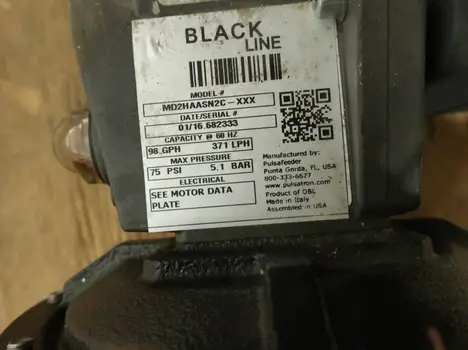 BLACK
LINE
MODEL #
MD2HAASN2C-XXX
DATE/SERIAL #
01/16.682333
CAPACITY @ 60 HZ
98 GPH 371 LPH
MAX PRESSURE
75 PSI 5.1 BAR
ELECTRICAL
SEE MOTOR DATA
PLATE
Manufactured by:
Pulsafeeder
Punta Gorda, FL, USA
800-333-6677
www.pulsatron.com
Product of OBL
Made in Italy
Assembled in USA